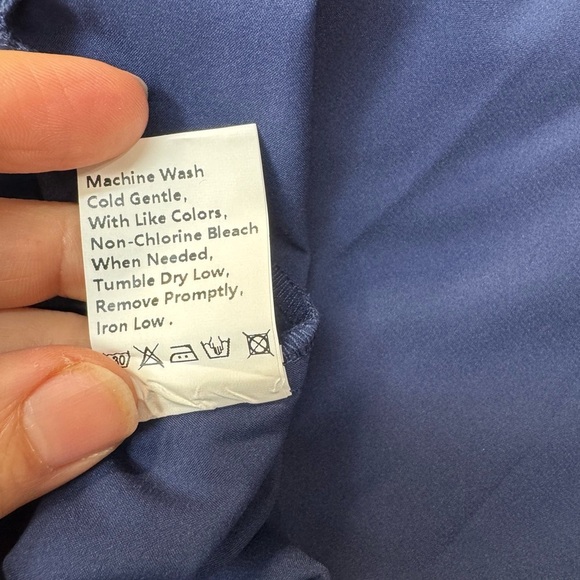 Machine Wash
Cold Gentle,
With Like Colors,
Non-Chlorine Bleach
When Needed,
Tumble Dry Low,
Remove Promptly,
Iron Low .
30